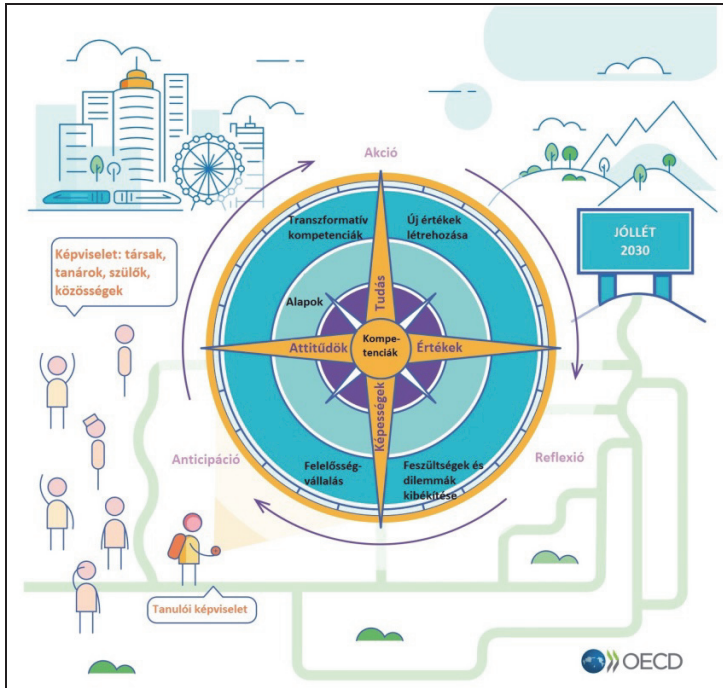 Akció
Transzformatív
kompetenciák
Új értékek
létrehozása
JÓLLÉT
2030
Képviselet: társak,
tanárok, szülők,
közösségek
Alapok
Tudás
Attitűdök
Kompe-
tenciák
Értékek
Képességek
Anticipáció
Felelősség-
vállalás
Feszültségek és
dilemmák
kibékítése
Reflexió
Tanulói képviselet
OECD